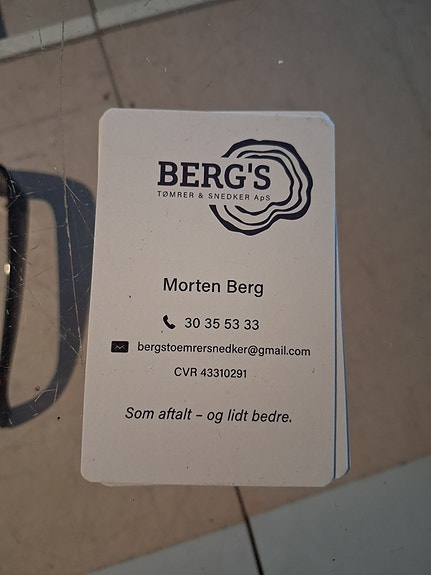 BERG'S
TØMRER & SNEDKER ApS
Morten Berg
30 35 53 33
bergstoemrersnedker@gmail.com
CVR 43310291
Som aftalt – og lidt bedre.